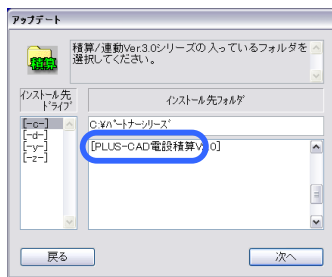 アップデート
積算
積算/連動Ver.3.0シリーズの入っているフォルダを
選択してください。
インストール先
ドライブ
インストール先フォルダ
[-c-]
[-d-]
[-y-]
[-z-]
C:¥パートナーシリーズ
[PLUS-CAD電設積算V 0]
戻る
次へ